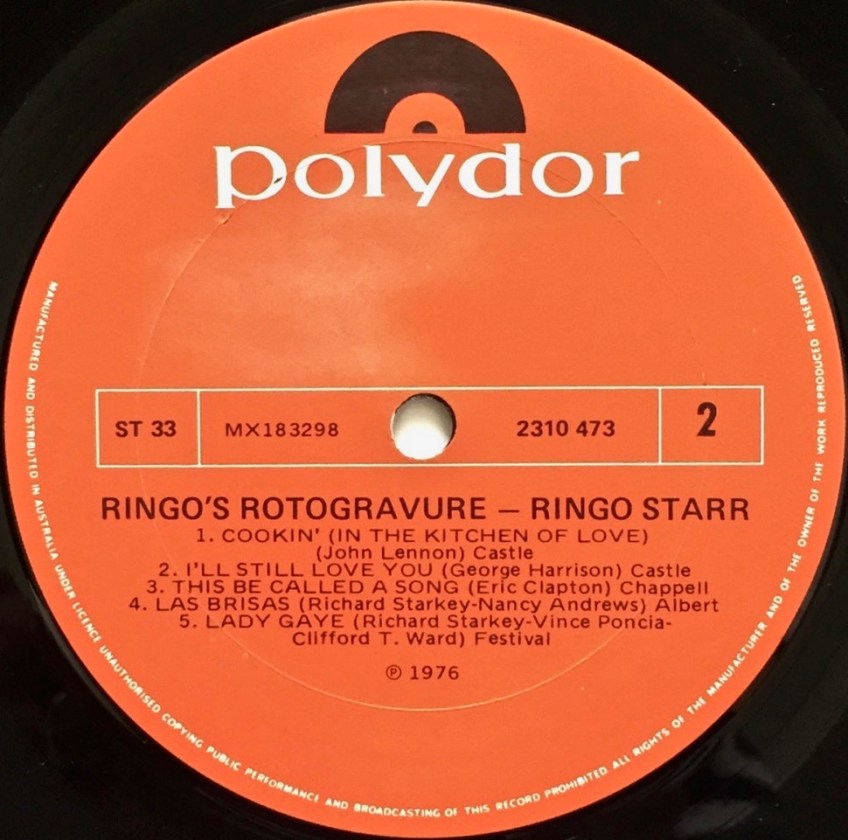 polydor
ST 33
MX183298
2310 473
2
RINGO'S ROTOGRAVURE – RINGO STARR
1. COOKIN' (IN THE KITCHEN OF LOVE)
(John Lennon) Castle
2. I'LL STILL LOVE YOU (George Harrison) Castle
3. THIS BE CALLED A SONG (Eric Clapton) Chappell
4. LAS BRISAS (Richard Starkey-Nancy Andrews) Albert
5. LADY GAYE (Richard Starkey-Vince Poncia-
Clifford T. Ward) Festival
℗ 1976
MANUFACTURED AND DISTRIBUTED IN AUSTRALIA UNDER LICENCE UNAUTHORISED COPYING PUBLIC PERFORMANCE AND BROADCASTING OF THIS RECORD PROHIBITED ALL RIGHTS OF THE MANUFACTURER AND OF THE OWNER OF THE WORK REPRODUCED RESERVED